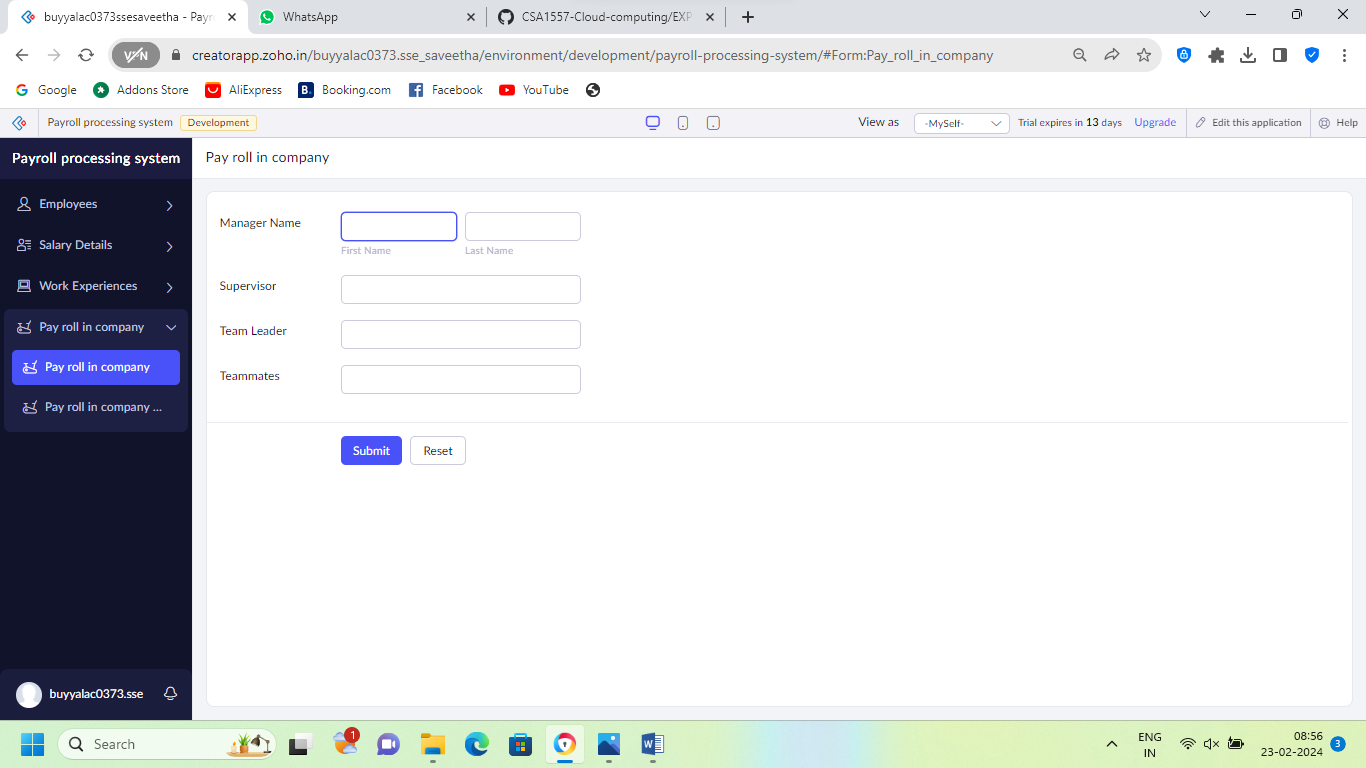 buyyalac0373ssesaveetha - Payr
WhatsApp
CSA1557-Cloud-computing/EXP
VPN
creatorapp.zoho.in/buyyalac0373.sse_saveetha/environment/development/payroll-processing-system/#Form:Pay_roll_in_company
Google
Addons Store
AliExpress
B.
Booking.com
Facebook
YouTube
Payroll processing system
Development
View as
-MySelf-
Trial expires in 13 days
Upgrade
Edit this application
Help
Payroll processing system
Employees
Salary Details
Work Experiences
Pay roll in company
Pay roll in company
Pay roll in company ...
buyyalac0373.sse
Pay roll in company
Manager Name
First Name
Last Name
Supervisor
Team Leader
Teammates
Submit
Reset
Search
1
W
ENG
IN
08:56
23-02-2024
3